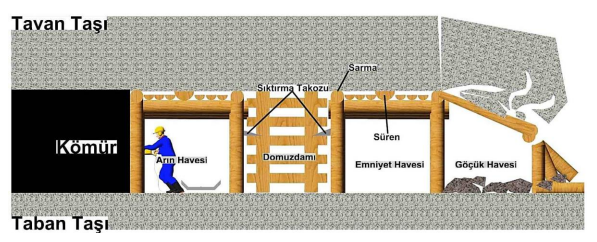 Tavan Taşı
Sarma
Sıktırma Takozu
Süren
Kömür
Arın Havesi
Domuzdamı
Emniyet Havesi
Göçük Havesi
Taban Taşı